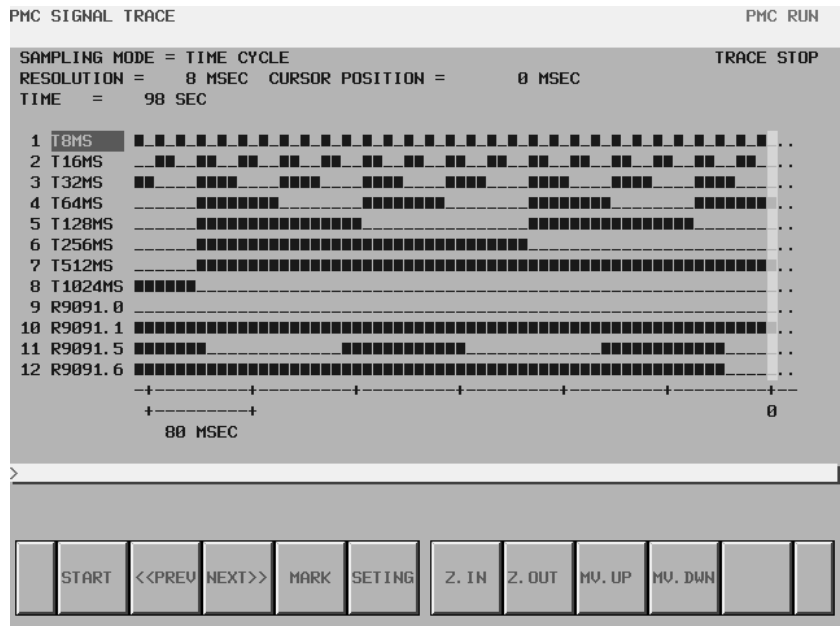 PMC SIGNAL TRACE PMC RUN
SAMPLING MODE = TIME CYCLE TRACE STOP
RESOLUTION = 8 MSEC CURSOR POSITION = 0 MSEC
TIME = 98 SEC
1 T8MS
2 T16MS
3 T32MS
4 T64MS
5 T128MS
6 T256MS
7 T512MS
8 T1024MS
9 R9091.0
10 R9091.1
11 R9091.5
12 R9091.6
0
80 MSEC
>
START <<PREV NEXT>> MARK SETING Z.IN Z.OUT MV.UP MV.DWN